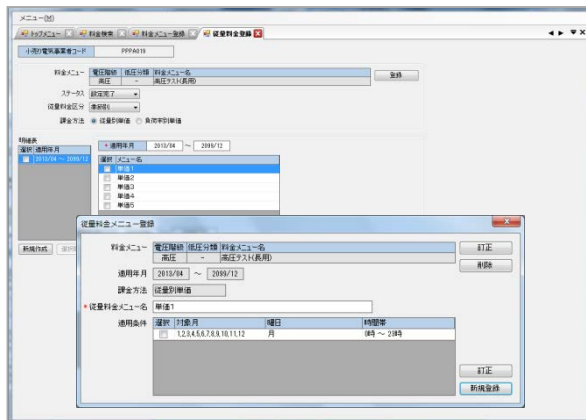 メニュー(M)
トップメニュー 料金検索 料金メニュー登録 従量料金登録
小売り電気事業者コード PPPA019
料金メニュー 電圧階級 低圧分類 料金メニュー名 登録
高圧 - 高圧テスト(長用)
ステータス 設定完了
従量料金区分 季節別
課金方法 従量別単価 負荷率別単価
明細表
選択 適用年月
2013/04 ～ 2099/12
* 適用年月 2013/04 ～ 2099/12
選択 メニュー名
単価1
単価2
単価3
単価4
単価5
新規作成
従量料金メニュー登録
料金メニュー 電圧階級 低圧分類 料金メニュー名 訂正
高圧 - 高圧テスト(長用)
削除
適用年月 2013/04 ～ 2099/12
課金方法 従量別単価
* 従量料金メニュー名 単価1
適用条件 選択 対象月 曜日 時間帯
1,2,3,4,5,6,7,8,9,10,11,12 月 0時 ～ 23時
訂正
新規登録